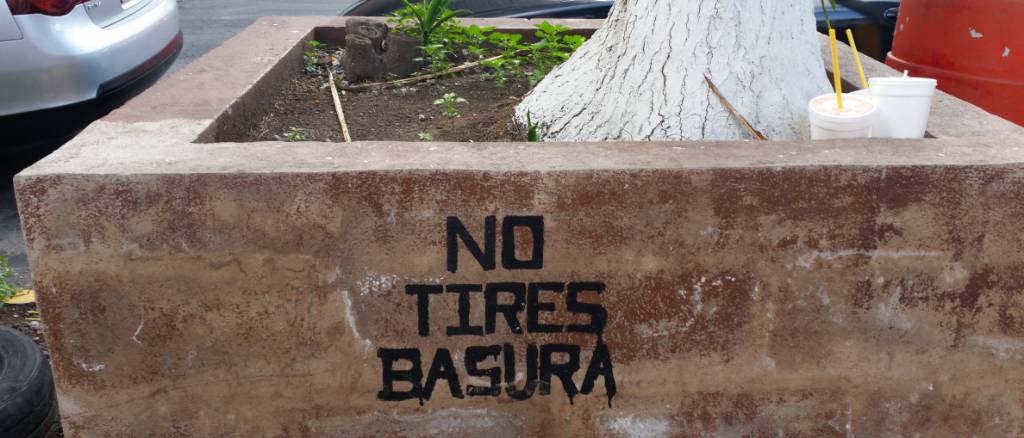 NO
TIRES
BASURA